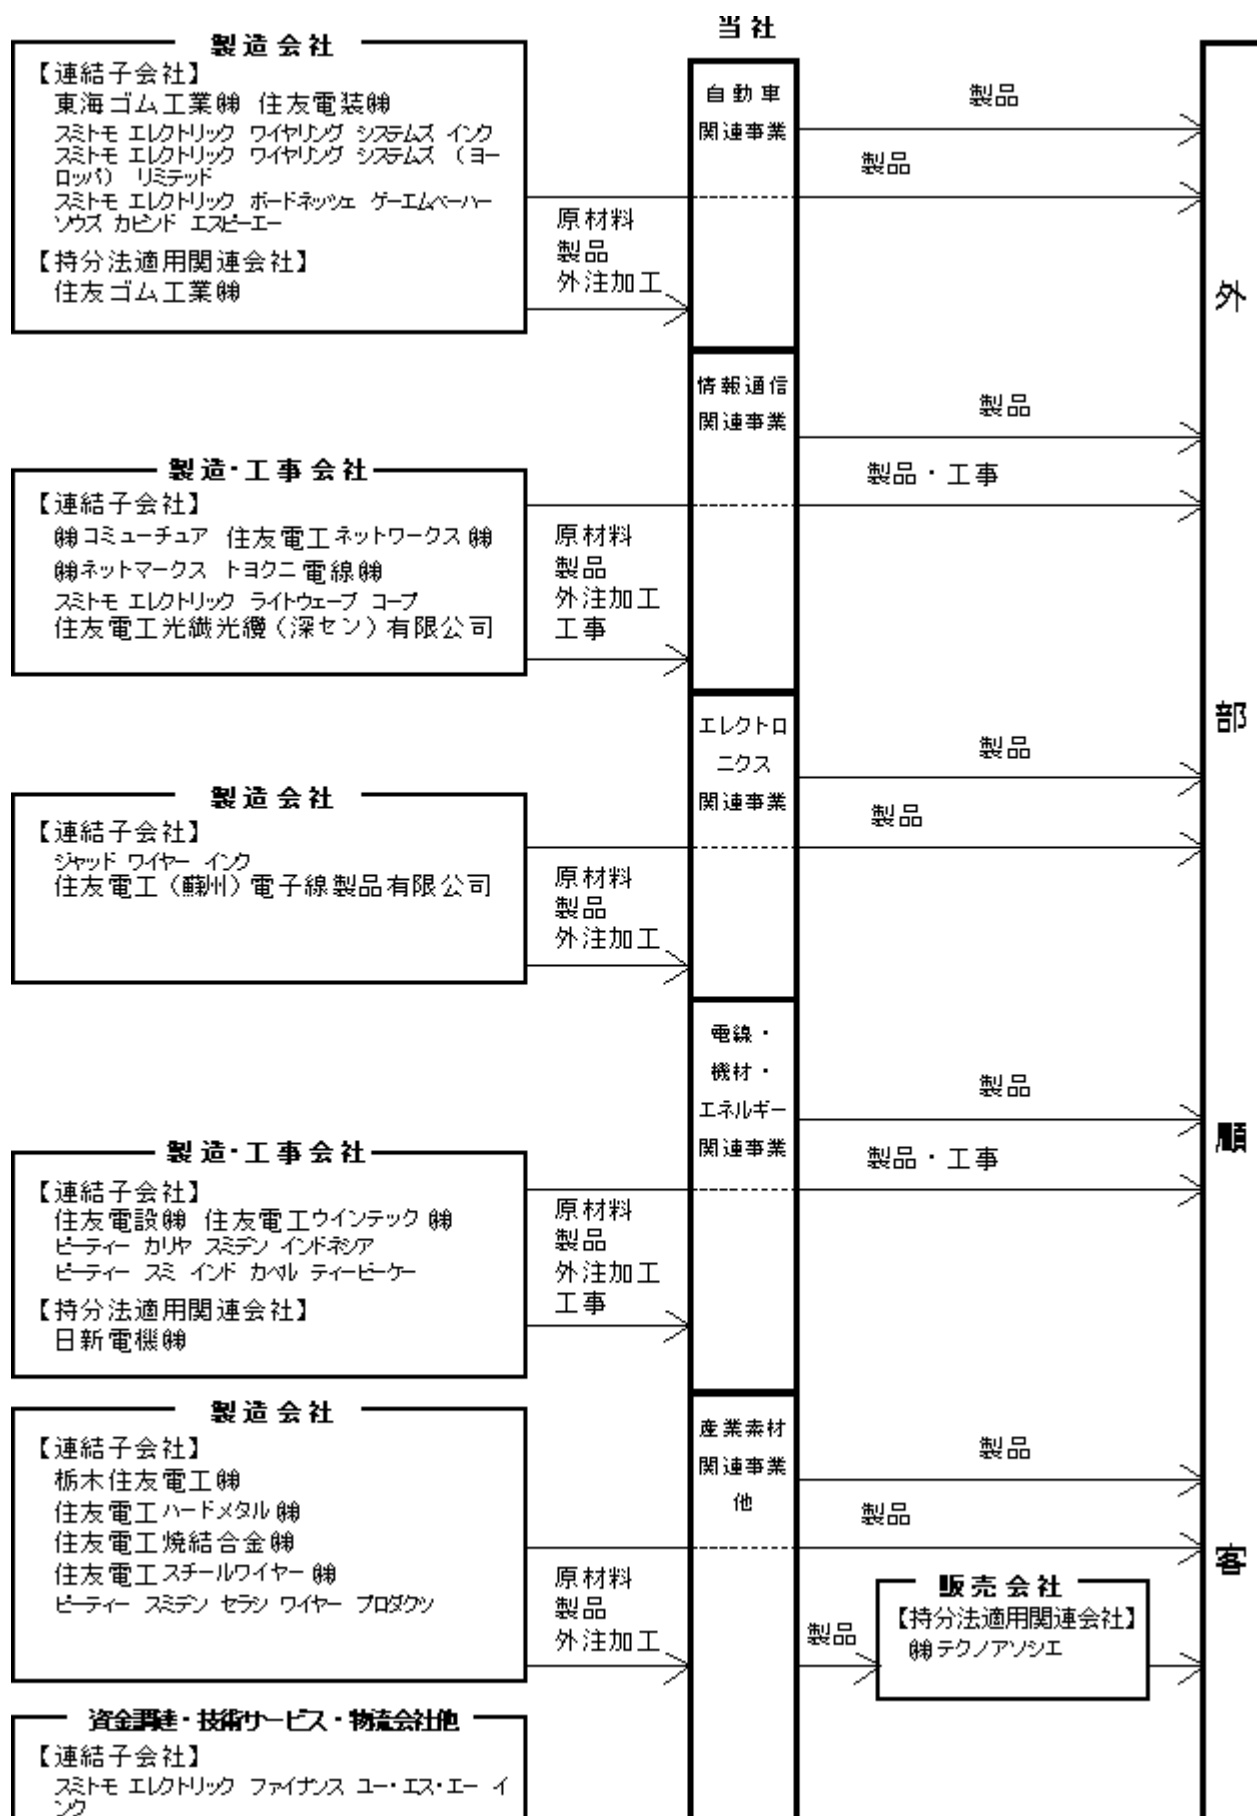 当社
製造会社
【連結子会社】
東海ゴム工業㈱ 住友電装㈱
スミトモ エレクトリック ワイヤリング システムズ インク
スミトモ エレクトリック ワイヤリング システムズ （ヨー
ロッパ） リミテッド
スミトモ エレクトリック ボードネッツェ ゲーエムベーハー
ソウズ カビンド エスピーエー
【持分法適用関連会社】
住友ゴム工業㈱
原材料
製品
外注加工
自動車
関連事業
製品
製品
情報通信
関連事業
製品
製品・工事
製造・工事会社
【連結子会社】
㈱コミューチュア 住友電工ネットワークス㈱
㈱ネットマークス トヨクニ電線㈱
スミトモ エレクトリック ライトウェーブ コープ
住友電工光繊光纜（深セン）有限公司
原材料
製品
外注加工
工事
エレクトロ
ニクス
関連事業
製品
製品
製造会社
【連結子会社】
ジャッド ワイヤー インク
住友電工（蘇州）電子線製品有限公司
原材料
製品
外注加工
電線・
機材・
エネルギー
関連事業
製品
製品・工事
製造・工事会社
【連結子会社】
住友電設㈱ 住友電工ウインテック㈱
ピーティー カリヤ スミデン インドネシア
ピーティー スミ インド カベル ティービーケー
【持分法適用関連会社】
日新電機㈱
原材料
製品
外注加工
工事
製造会社
【連結子会社】
栃木住友電工㈱
住友電工ハードメタル㈱
住友電工焼結合金㈱
住友電工スチールワイヤー㈱
ピーティー スミデン セラシ ワイヤー プロダクツ
原材料
製品
外注加工
産業素材
関連事業
他
製品
製品
製品
販売会社
【持分法適用関連会社】
㈱テクノアソシエ
資金調達・技術サービス・物流会社他
【連結子会社】
スミトモ エレクトリック ファイナンス ユー・エス・エー イ
ンク
外
部
顧
客